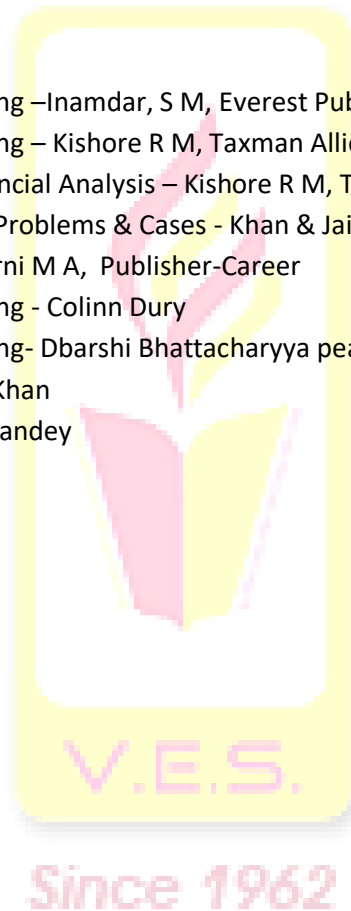 ng –Inamdar, S M, Everest Pub
ng – Kishore R M, Taxman Allie
ncial Analysis – Kishore R M, T
Problems & Cases - Khan & Jai
rni M A, Publisher-Career
ng - Colinn Dury
ng- Dbarshi Bhattacharyya pea
Khan
andey
V.E.S.
Since 1962